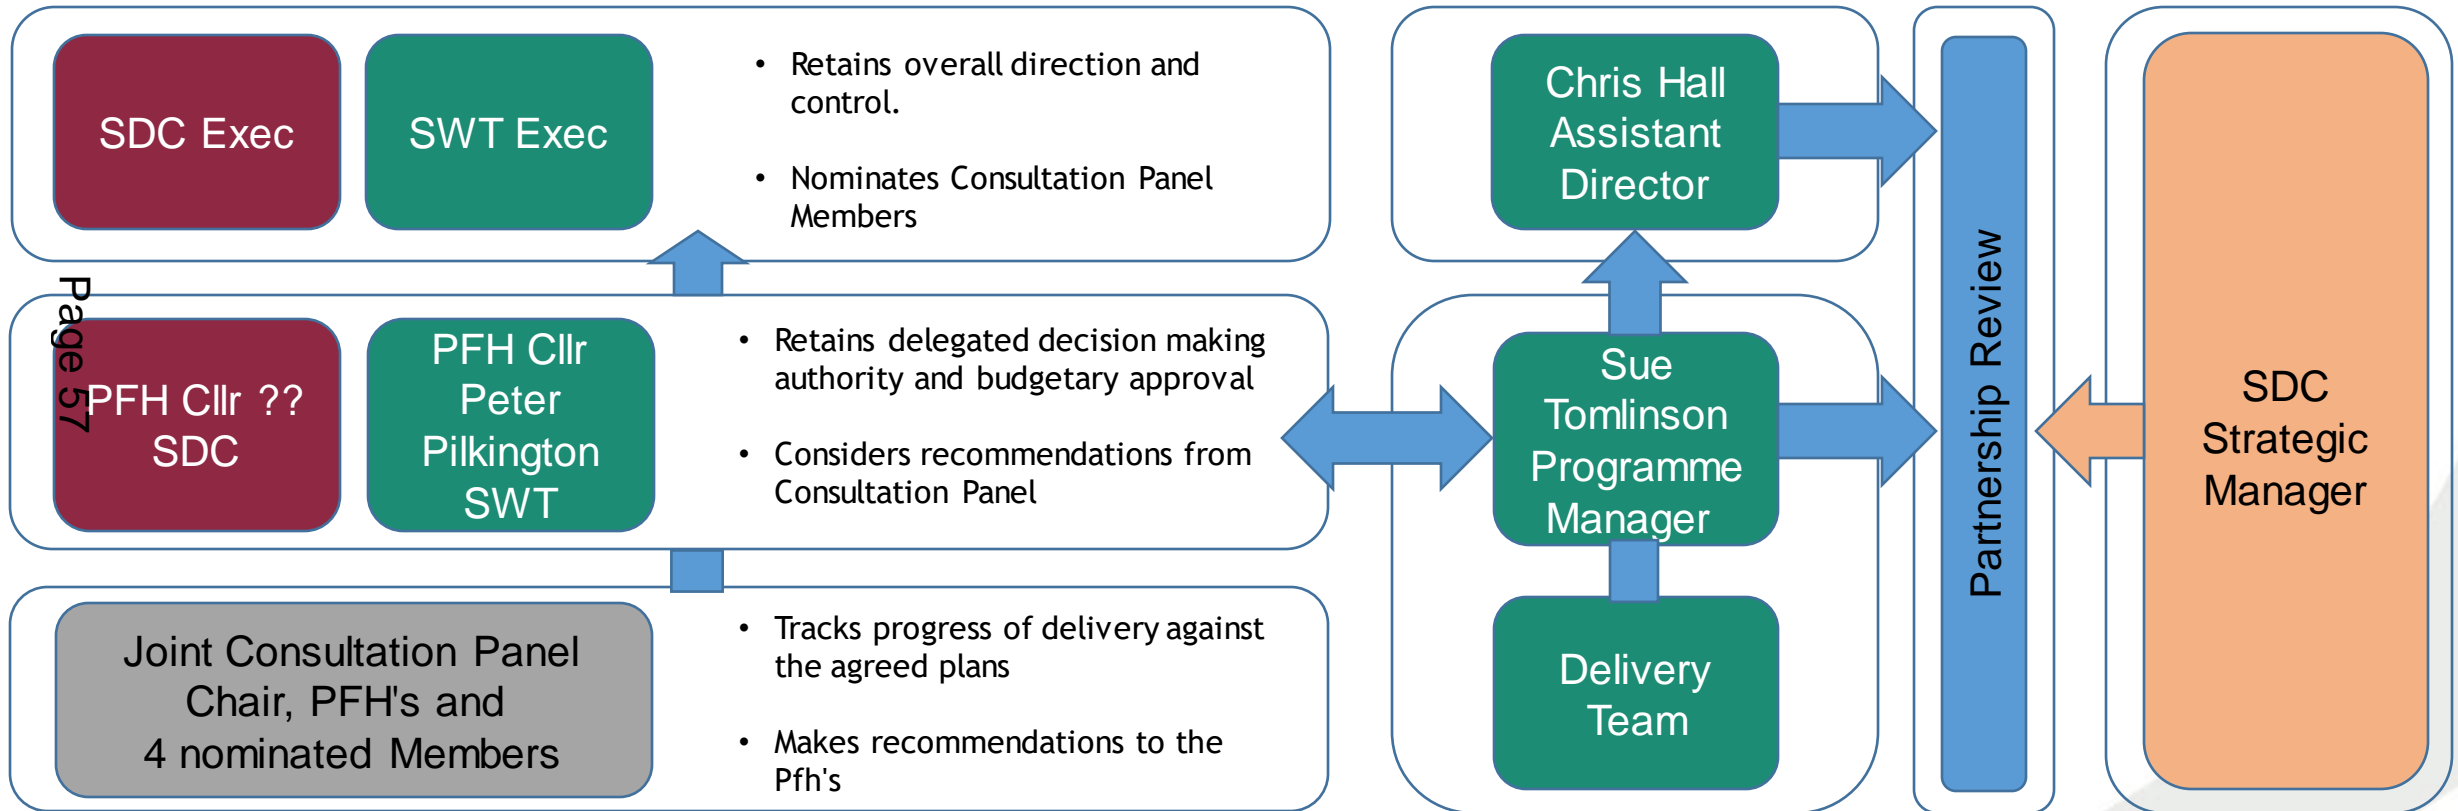 SDC Exec
SWT Exec
• Retains overall direction and
control.
• Nominates Consultation Panel
Members
Chris Hall
Assistant
Director
Page 57
PFH Cllr ??
SDC
PFH Cllr
Peter
Pilkington
SWT
• Retains delegated decision making
authority and budgetary approval
• Considers recommendations from
Consultation Panel
Sue
Tomlinson
Programme
Manager
Partnership Review
SDC
Strategic
Manager
Joint Consultation Panel
Chair, PFH's and
4 nominated Members
• Tracks progress of delivery against
the agreed plans
• Makes recommendations to the
Pfh's
Delivery
Team